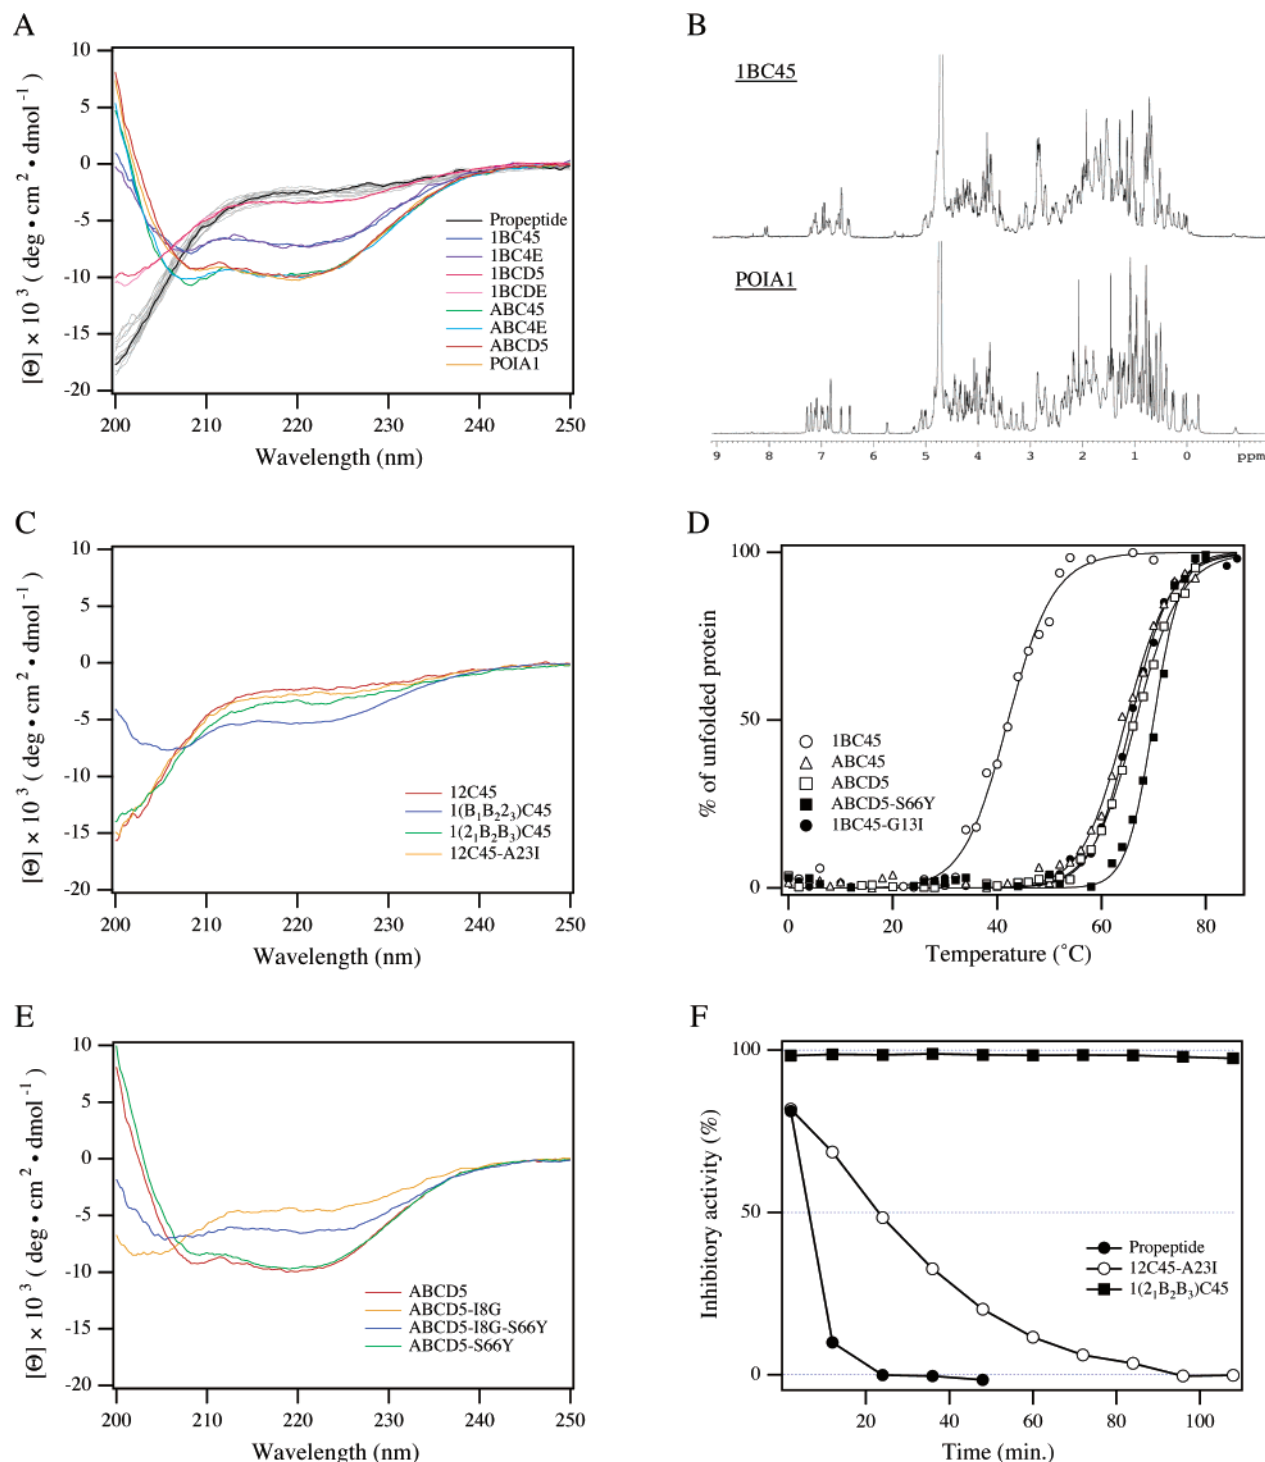 A
[Θ] × 10³ ( deg • cm² • dmol⁻¹ )
10
5
0
-5
-10
-15
-20
Propeptide
1BC45
1BC4E
1BCD5
1BCDE
ABC45
ABC4E
ABCD5
POIA1
200 210 220 230 240 250
Wavelength (nm)
B
1BC45
POIA1
9 8 7 6 5 4 3 2 1 0 ppm
C
[Θ] × 10³ ( deg • cm² • dmol⁻¹ )
10
5
0
-5
-10
-15
-20
12C45
1(B₁B₂2₃)C45
1(2₁B₂B₃)C45
12C45-A23I
200 210 220 230 240 250
Wavelength (nm)
D
% of unfolded protein
100
50
0
1BC45
ABC45
ABCD5
ABCD5-S66Y
1BC45-G13I
0 20 40 60 80
Temperature (˚C)
E
[Θ] × 10³ ( deg • cm² • dmol⁻¹ )
10
5
0
-5
-10
-15
-20
ABCD5
ABCD5-I8G
ABCD5-I8G-S66Y
ABCD5-S66Y
200 210 220 230 240 250
Wavelength (nm)
F
Inhibitory activity (%)
100
50
0
Propeptide
12C45-A23I
1(2₁B₂B₃)C45
20 40 60 80 100
Time (min.)